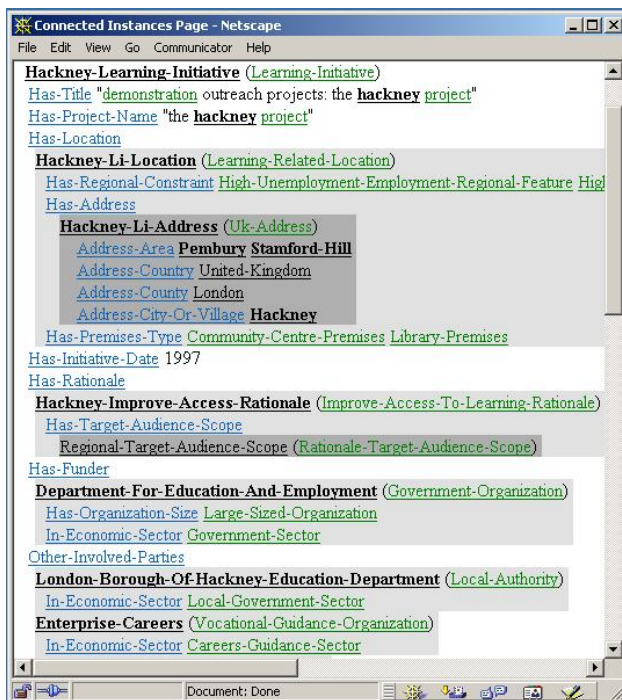 Connected Instances Page - Netscape
File Edit View Go Communicator Help
Hackney-Learning-Initiative (Learning-Initiative)
Has-Title "demonstration outreach projects: the hackney project"
Has-Project-Name "the hackney project"
Has-Location
Hackney-Li-Location (Learning-Related-Location)
Has-Regional-Constraint High-Unemployment-Employment-Regional-Feature High
Has-Address
Hackney-Li-Address (Uk-Address)
Address-Area Pembury Stamford-Hill
Address-Country United-Kingdom
Address-County London
Address-City-Or-Village Hackney
Has-Premises-Type Community-Centre-Premises Library-Premises
Has-Initiative-Date 1997
Has-Rationale
Hackney-Improve-Access-Rationale (Improve-Access-To-Learning-Rationale)
Has-Target-Audience-Scope
Regional-Target-Audience-Scope (Rationale-Target-Audience-Scope)
Has-Funder
Department-For-Education-And-Employment (Government-Organization)
Has-Organization-Size Large-Sized-Organization
In-Economic-Sector Government-Sector
Other-Involved-Parties
London-Borough-Of-Hackney-Education-Department (Local-Authority)
In-Economic-Sector Local-Government-Sector
Enterprise-Careers (Vocational-Guidance-Organization)
In-Economic-Sector Careers-Guidance-Sector
Document: Done